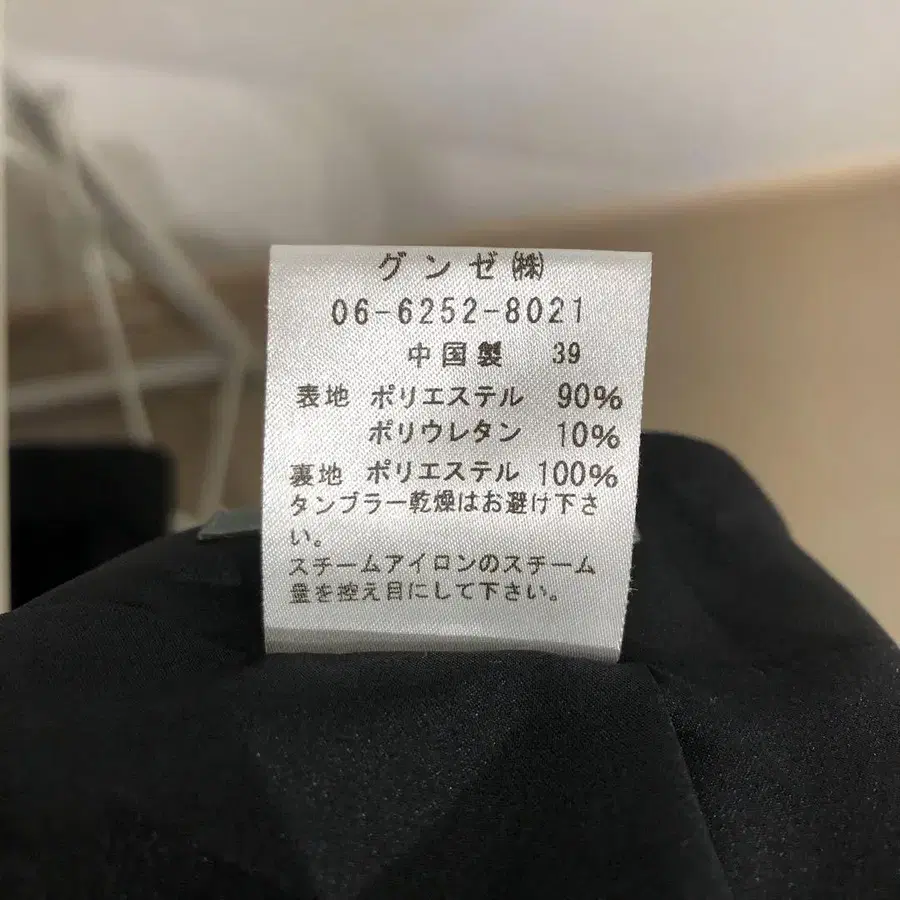 グンゼ㈱
06-6252-8021
中国製 39
表地 ポリエステル 90%
ポリウレタン 10%
裏地 ポリエステル 100%
タンブラー乾燥はお避け下さ
い。
スチームアイロンのスチーム
量を控え目にして下さい。